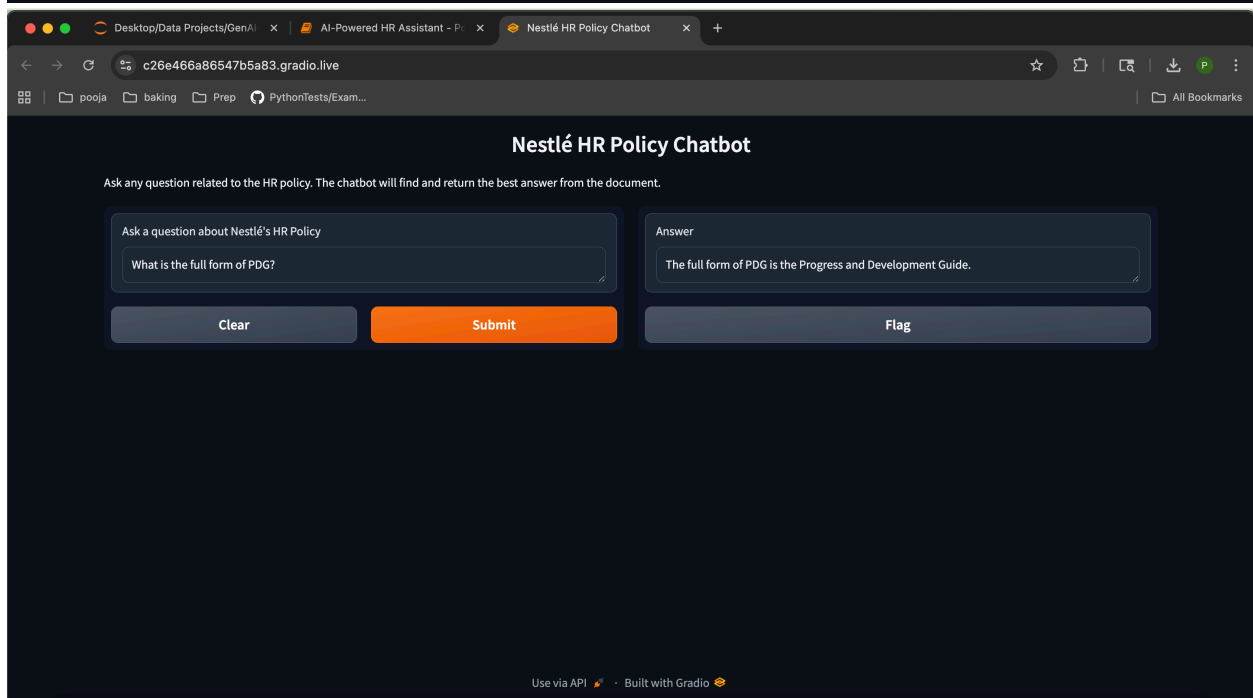 Desktop/Data Projects/GenAI
AI-Powered HR Assistant - Po
Nestlé HR Policy Chatbot
c26e466a86547b5a83.gradio.live
P
pooja
baking
Prep
PythonTests/Exam...
All Bookmarks
Nestlé HR Policy Chatbot
Ask any question related to the HR policy. The chatbot will find and return the best answer from the document.
Ask a question about Nestlé's HR Policy
What is the full form of PDG?
Clear
Submit
Answer
The full form of PDG is the Progress and Development Guide.
Flag
Use via API · Built with Gradio